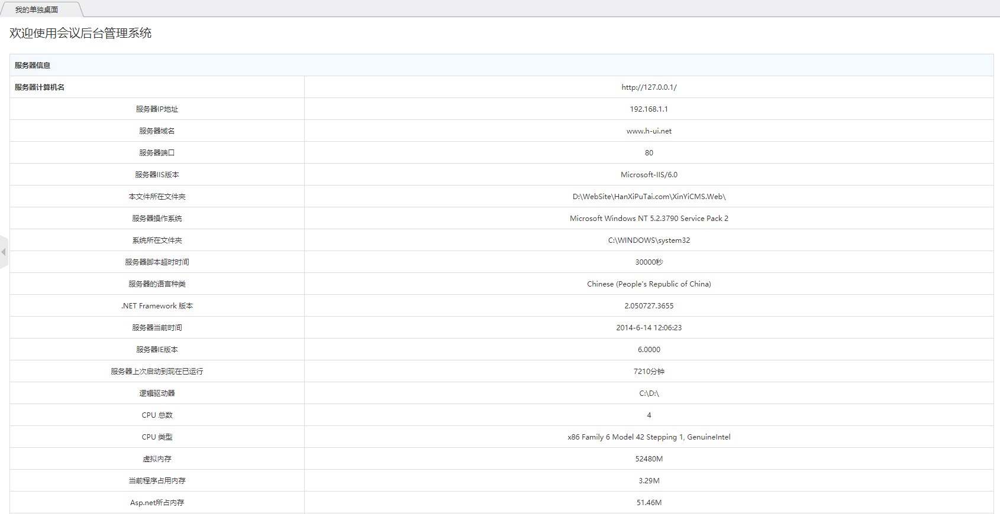 我的单独桌面
欢迎使用会议后台管理系统
服务器信息
服务器计算机名 http://127.0.0.1/
服务器IP地址 192.168.1.1
服务器域名 www.h-ui.net
服务器端口 80
服务器IIS版本 Microsoft-IIS/6.0
本文件所在文件夹 D:\WebSite\HanXiPuTai.com\XinYiCMS.Web\
服务器操作系统 Microsoft Windows NT 5.2.3790 Service Pack 2
系统所在文件夹 C:\WINDOWS\system32
服务器脚本超时时间 30000秒
服务器的语言种类 Chinese (People's Republic of China)
.NET Framework 版本 2.050727.3655
服务器当前时间 2014-6-14 12:06:23
服务器IE版本 6.0000
服务器上次启动到现在已运行 7210分钟
逻辑驱动器 C:\D:\
CPU 总数 4
CPU 类型 x86 Family 6 Model 42 Stepping 1, GenuineIntel
虚拟内存 52480M
当前程序占用内存 3.29M
Asp.net所占内存 51.46M